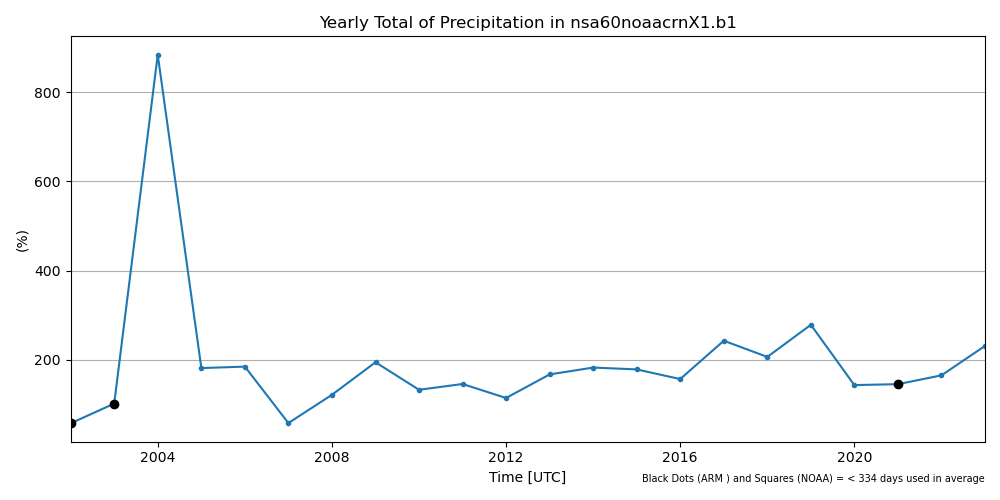 Yearly Total of Precipitation in nsa60noaacrnX1.b1
800
600
400
200
(%)
2004 2008 2012 2016 2020
Time [UTC]
Black Dots (ARM ) and Squares (NOAA) = < 334 days used in average